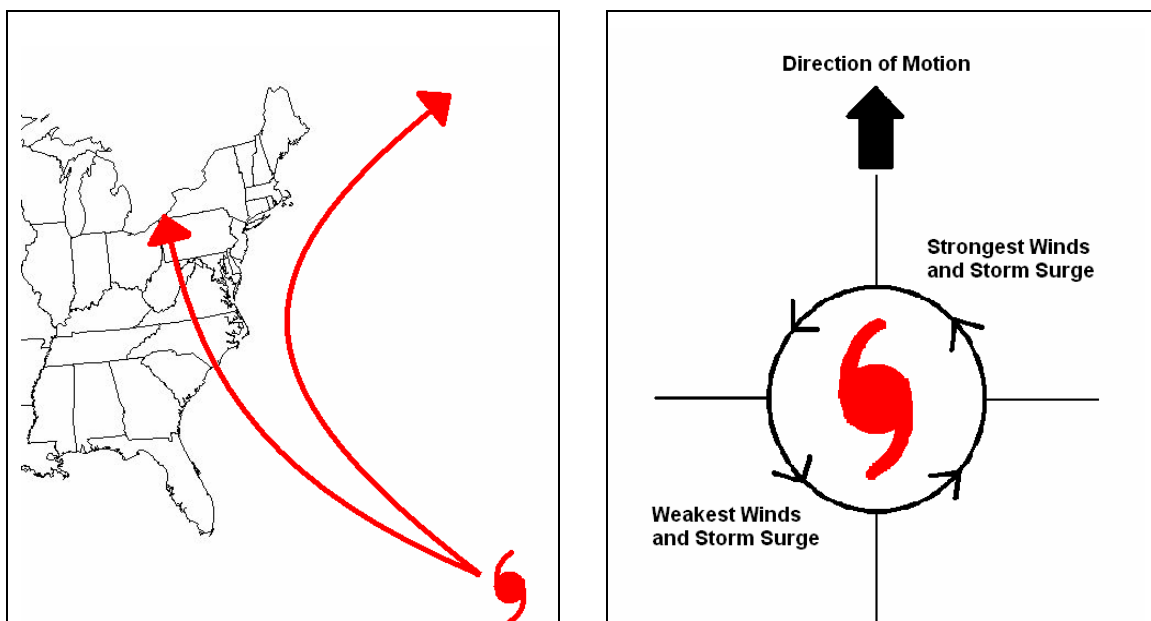 Direction of Motion
Strongest Winds
and Storm Surge
Weakest Winds
and Storm Surge